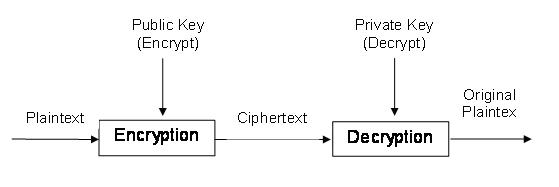 Public Key
(Encrypt)
Private Key
(Decrypt)
Plaintext
Encryption
Ciphertext
Decryption
Original
Plaintex